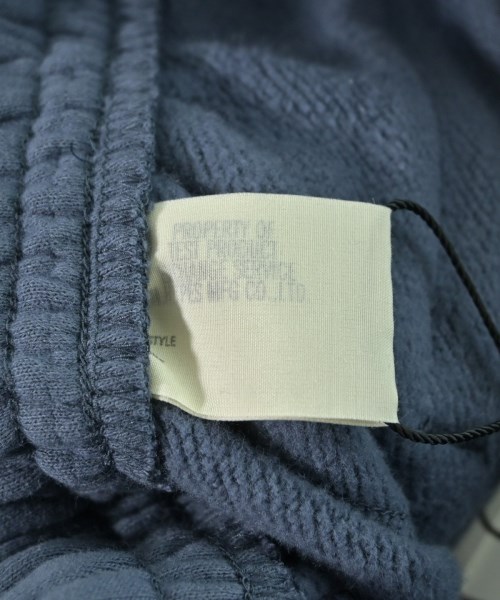 PROPERTY OF
TEST PRODUCT
SERVICE
MFG CO.,LTD.
STYLE